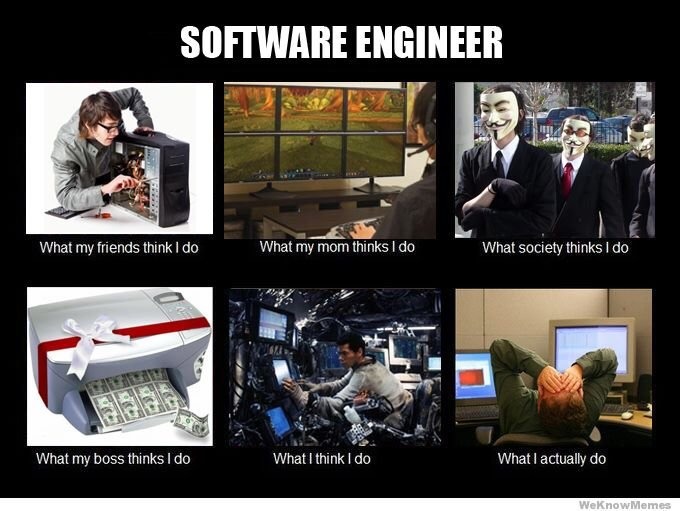 SOFTWARE ENGINEER
What my friends think I do
What my mom thinks I do
What society thinks I do
What my boss thinks I do
What I think I do
What I actually do
WeKnowMemes